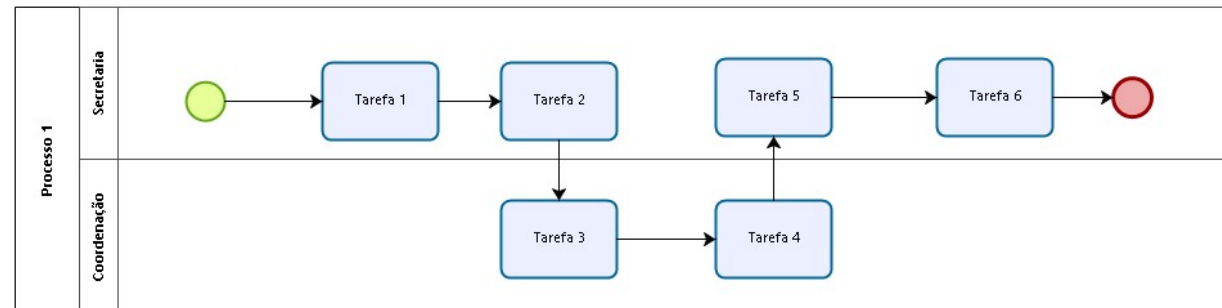 Processo 1
Secretaria
Tarefa 1
Tarefa 2
Tarefa 5
Tarefa 6
Coordenação
Tarefa 3
Tarefa 4